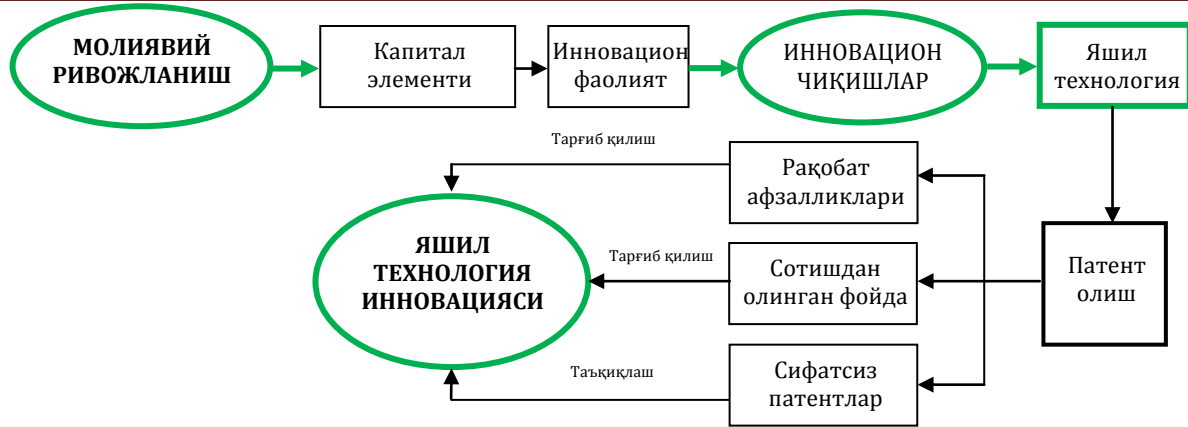 МОЛИЯВИЙ
РИВОЖЛАНИШ
Капитал
элементи
Инновацион
фаолият
ИННОВАЦИОН
ЧИҚИШЛАР
Яшил
технология
Тарғиб қилиш
Рақобат
афзалликлари
ЯШИЛ
ТЕХНОЛОГИЯ
ИННОВАЦИЯСИ
Тарғиб қилиш
Сотишдан
олинган фойда
Патент
олиш
Таъқиқлаш
Сифатсиз
патентлар